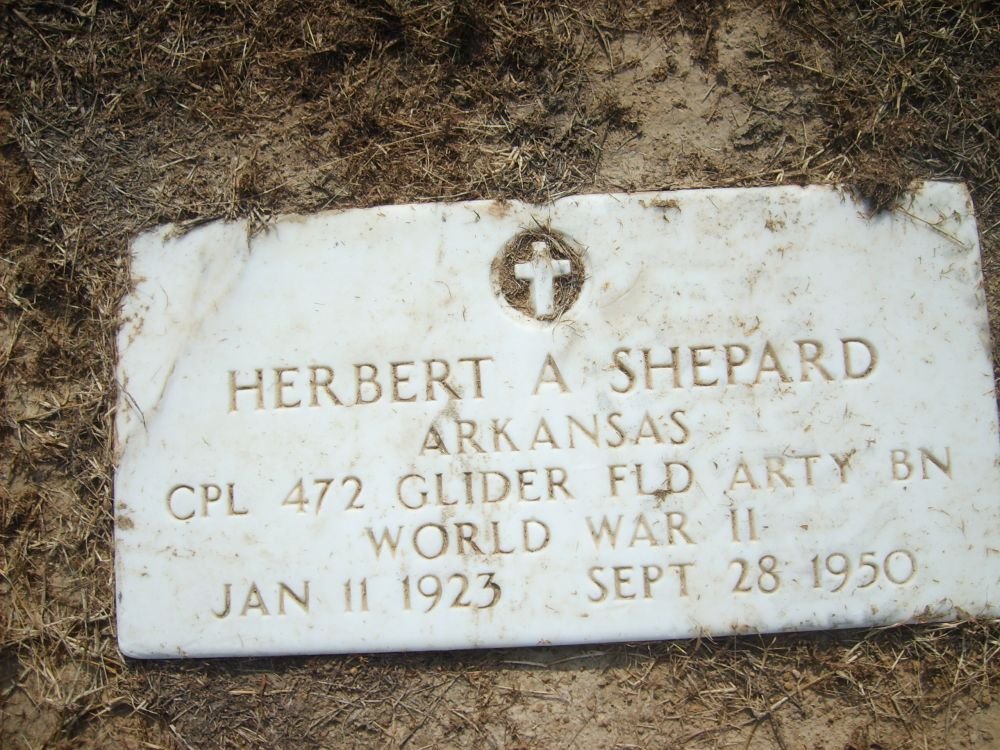 HERBERT A SHEPARD
ARKANSAS
CPL 472 GLIDER FLD ARTY BN
WORLD WAR II
JAN 11 1923 SEPT 28 1950